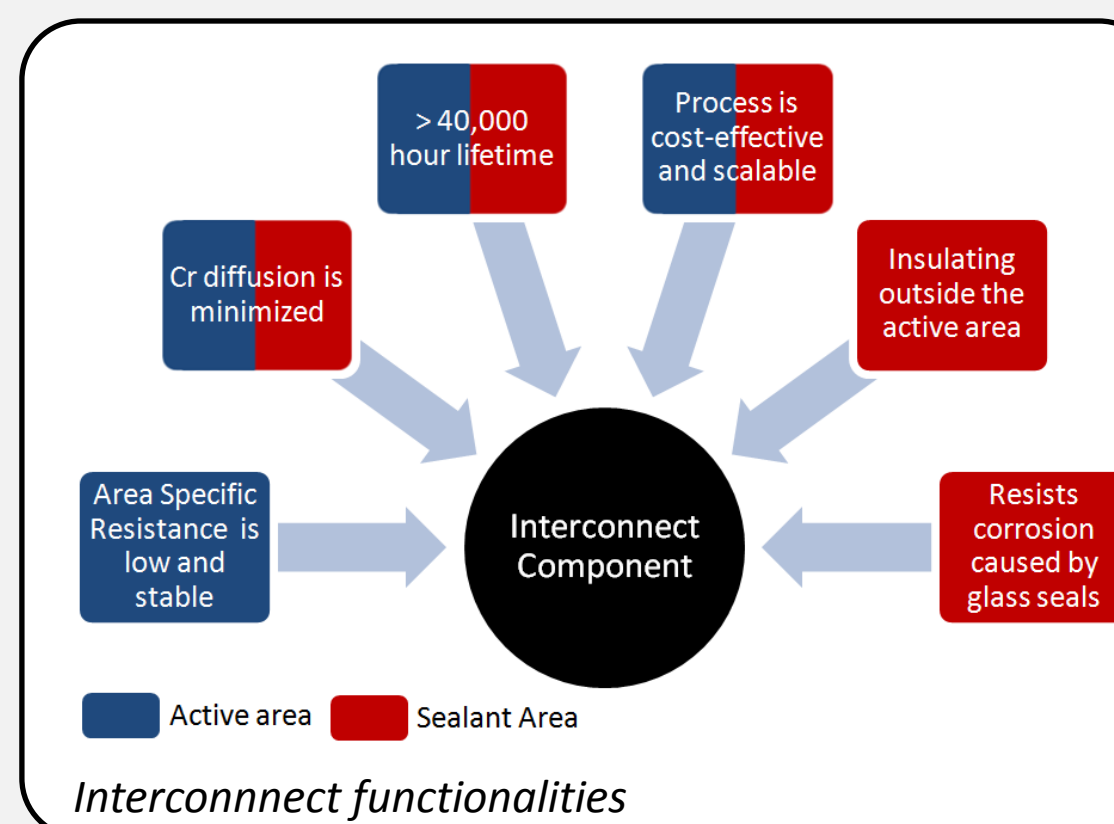 > 40,000
hour lifetime
Process is
cost-effective
and scalable
Cr diffusion is
minimized
Insulating
outside the
active area
Area Specific
Resistance is
low and
stable
Interconnect
Component
Resists
corrosion
caused by
glass seals
Active area
Sealant Area
Interconnnect functionalities